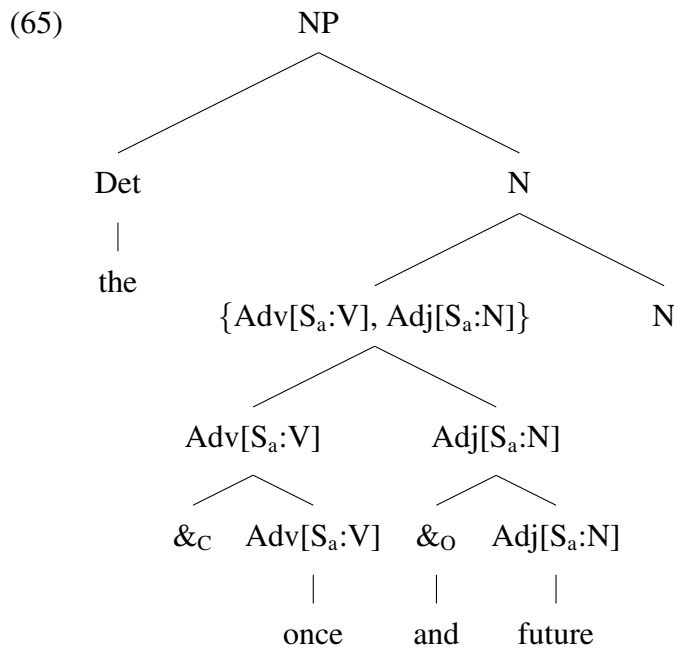 (65) NP
Det N
the
{Adv[Sₐ:V], Adj[Sₐ:N]} N
Adv[Sₐ:V] Adj[Sₐ:N]
&C Adv[Sₐ:V] &O Adj[Sₐ:N]
once and future